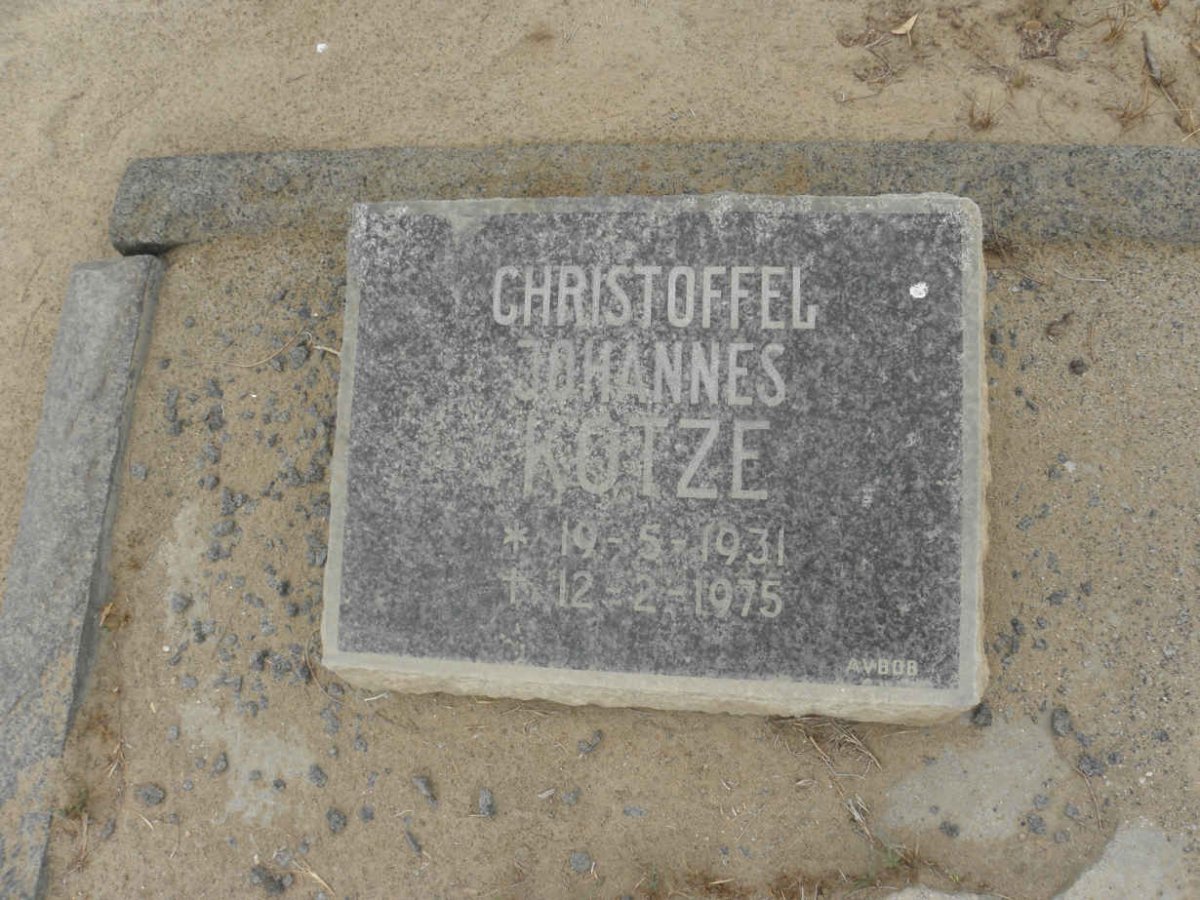 CHRISTOFFEL
JOHANNES
KOTZE
* 19-5-1931
† 12-2-1975
AVBOB